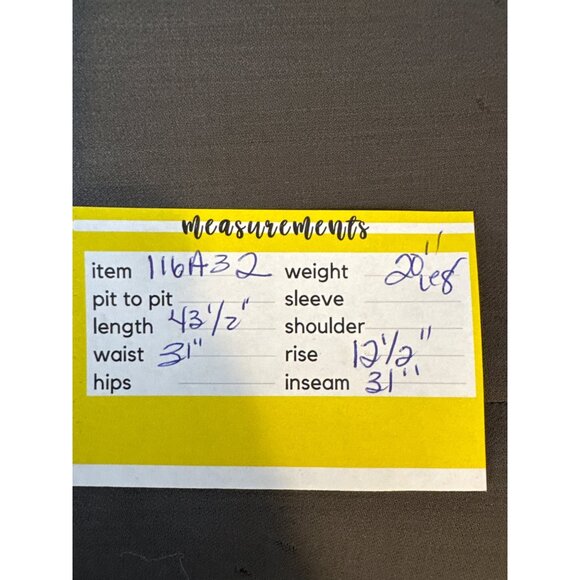 measurements
item 116A32 weight 20" leg
pit to pit sleeve
length 43 1/2" shoulder
waist 31" rise 12 1/2"
hips inseam 31"